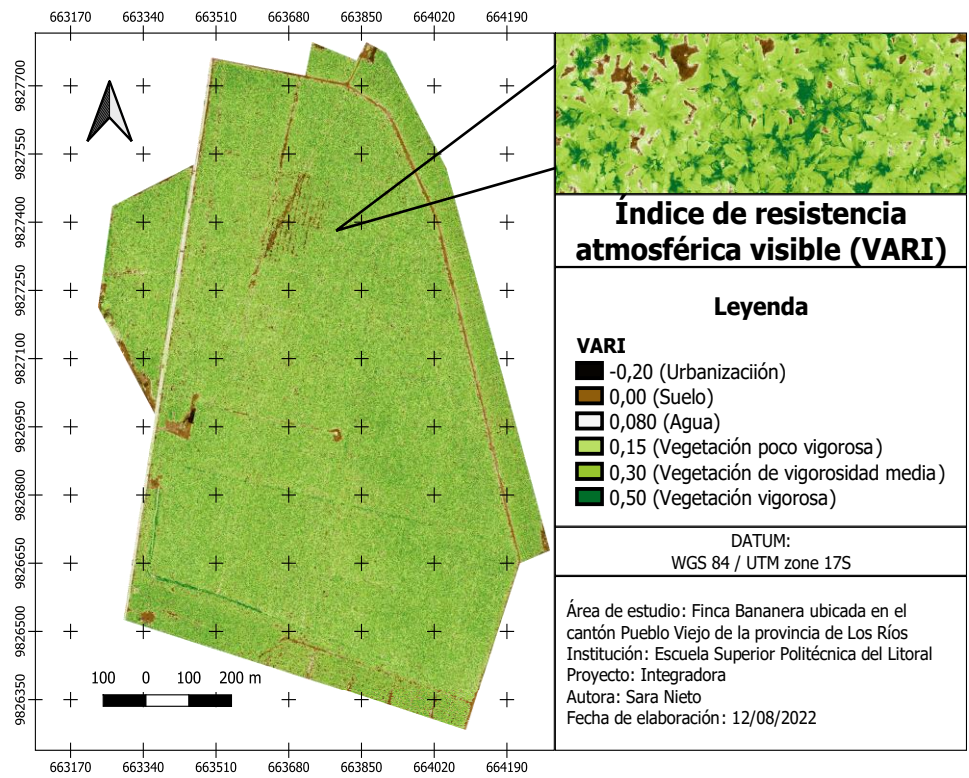 663170 663340 663510 663680 663850 664020 664190
9827700
9827550
9827400
9827250
9827100
9826950
9826800
9826650
9826500
9826350
100 0 100 200 m
663170 663340 663510 663680 663850 664020 664190
Índice de resistencia
atmosférica visible (VARI)
Leyenda
VARI
-0,20 (Urbanizaciión)
0,00 (Suelo)
0,080 (Agua)
0,15 (Vegetación poco vigorosa)
0,30 (Vegetación de vigorosidad media)
0,50 (Vegetación vigorosa)
DATUM:
WGS 84 / UTM zone 17S
Área de estudio: Finca Bananera ubicada en el
cantón Pueblo Viejo de la provincia de Los Ríos
Institución: Escuela Superior Politécnica del Litoral
Proyecto: Integradora
Autora: Sara Nieto
Fecha de elaboración: 12/08/2022